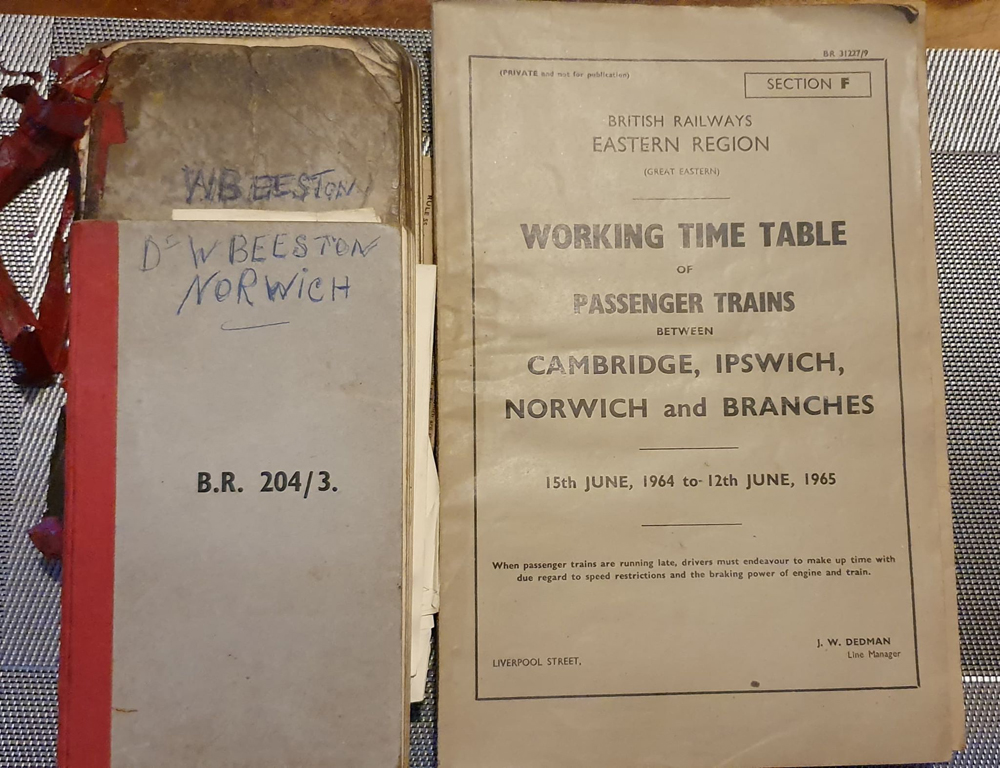 W BEESTON
RULE
Dr W BEESTON
NORWICH
B.R. 204/3.
BR 31227/9
(PRIVATE and not for publication)
SECTION F
BRITISH RAILWAYS
EASTERN REGION
(GREAT EASTERN)
WORKING TIME TABLE
OF
PASSENGER TRAINS
BETWEEN
CAMBRIDGE, IPSWICH,
NORWICH and BRANCHES
15th JUNE, 1964 to 12th JUNE, 1965
When passenger trains are running late, drivers must endeavour to make up time with
due regard to speed restrictions and the braking power of engine and train.
J. W. DEDMAN
Line Manager
LIVERPOOL STREET,